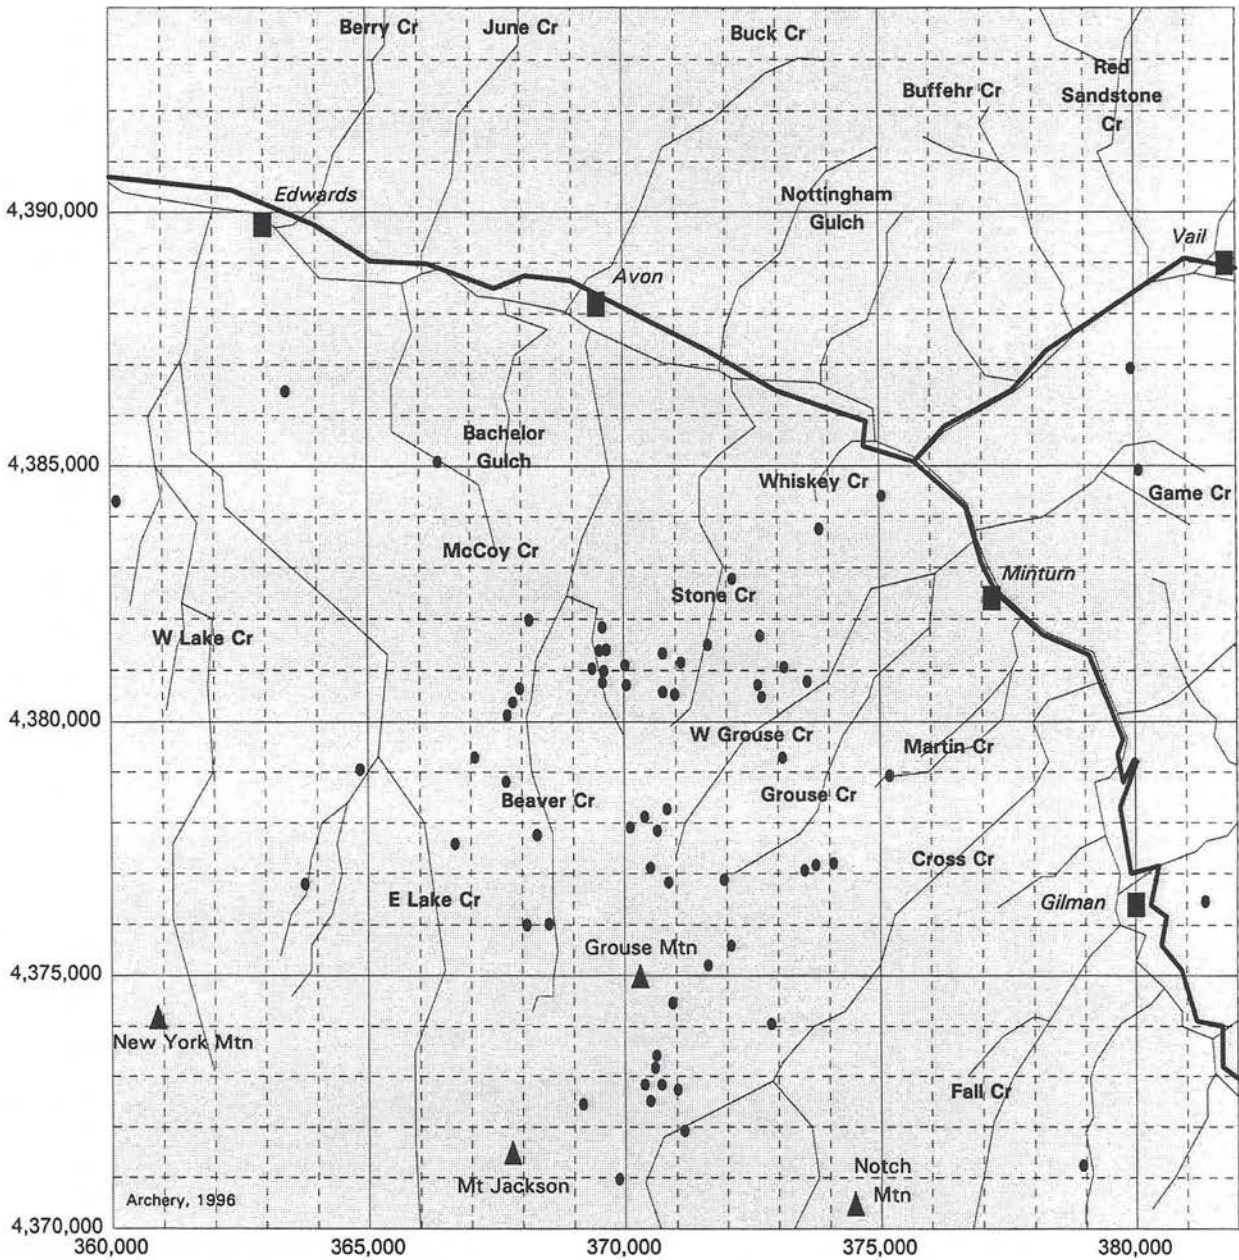 Berry Cr
June Cr
Buck Cr
Red
Sandstone
Cr
Buffehr Cr
Edwards
Nottingham
Gulch
4,390,000
Vail
Avon
Bachelor
Gulch
4,385,000
Whiskey Cr
Game Cr
McCoy Cr
Minturn
Stone Cr
W Lake Cr
4,380,000
W Grouse Cr
Martin Cr
Beaver Cr
Grouse Cr
Cross Cr
E Lake Cr
Gilman
Grouse Mtn
4,375,000
New York Mtn
Fall Cr
Notch
Mtn
Mt Jackson
Archery, 1996
4,370,000
360,000
365,000
370,000
375,000
380,000